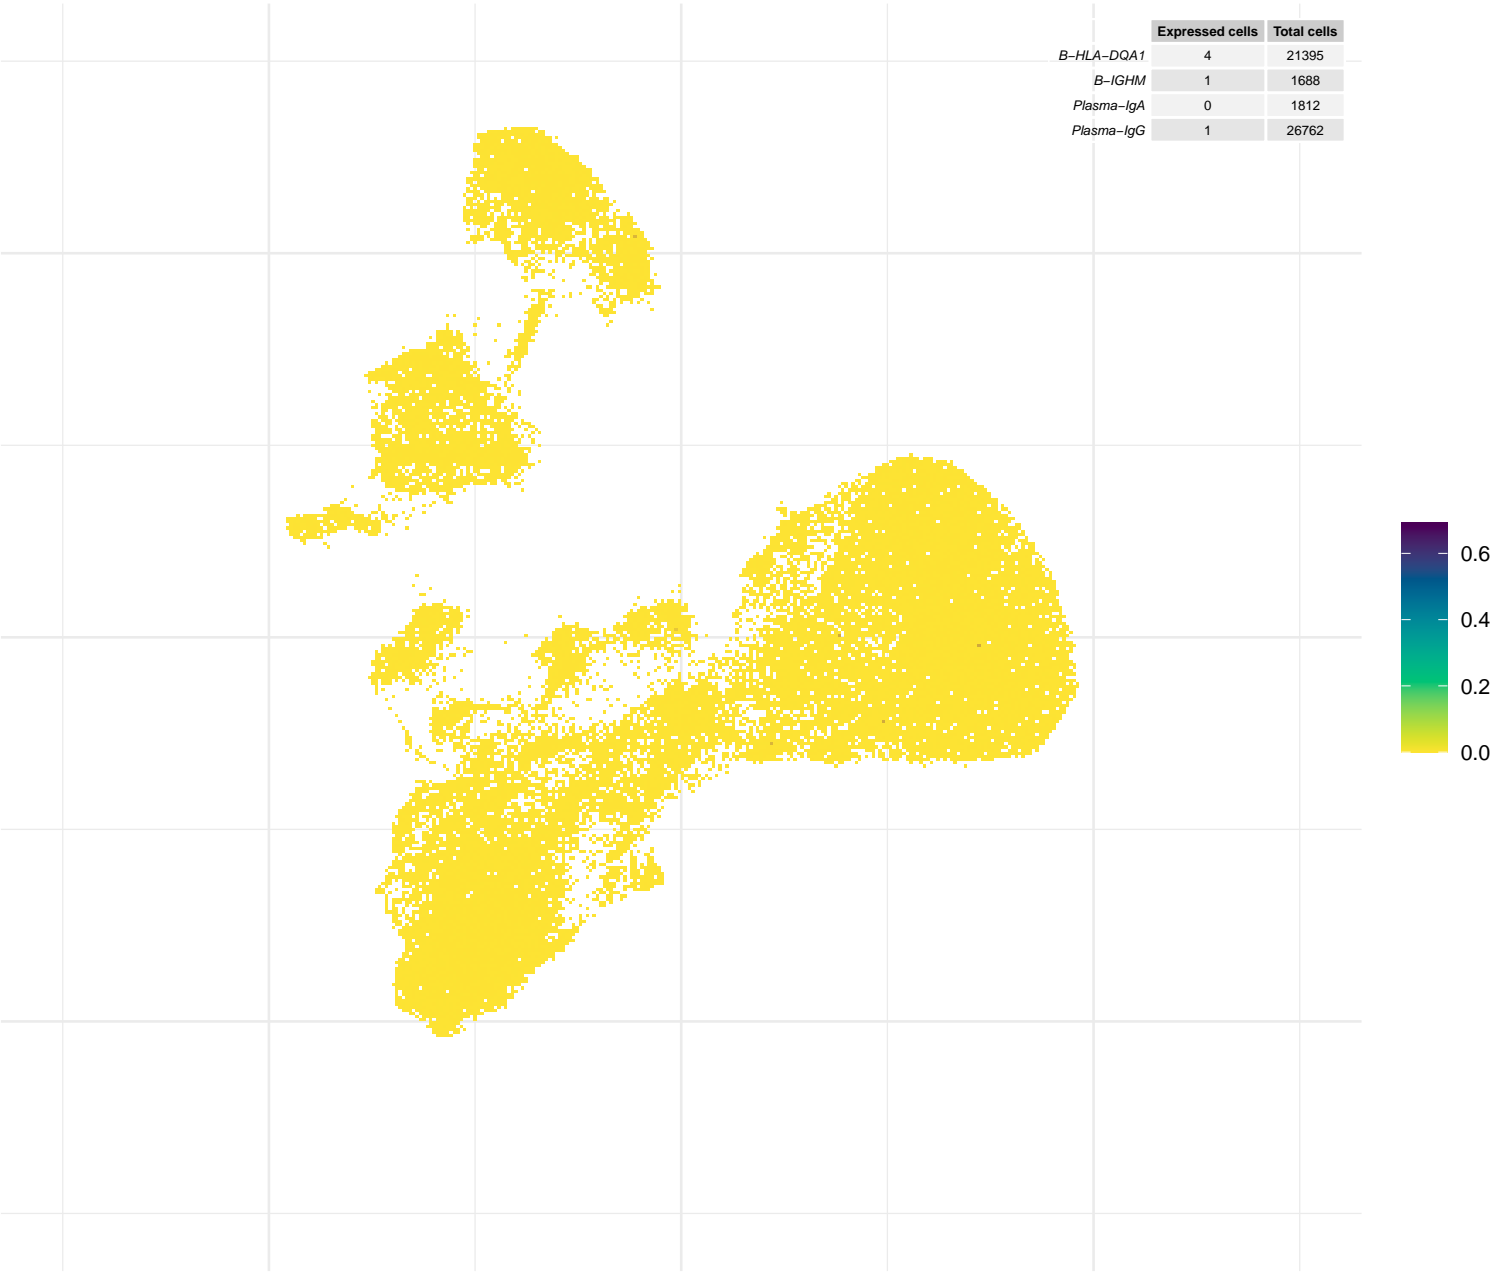 Expressed cells Total cells
B−HLA−DQA1 4 21395
B−IGHM 1 1688
Plasma−IgA 0 1812
Plasma−IgG 1 26762
0.6
0.4
0.2
0.0